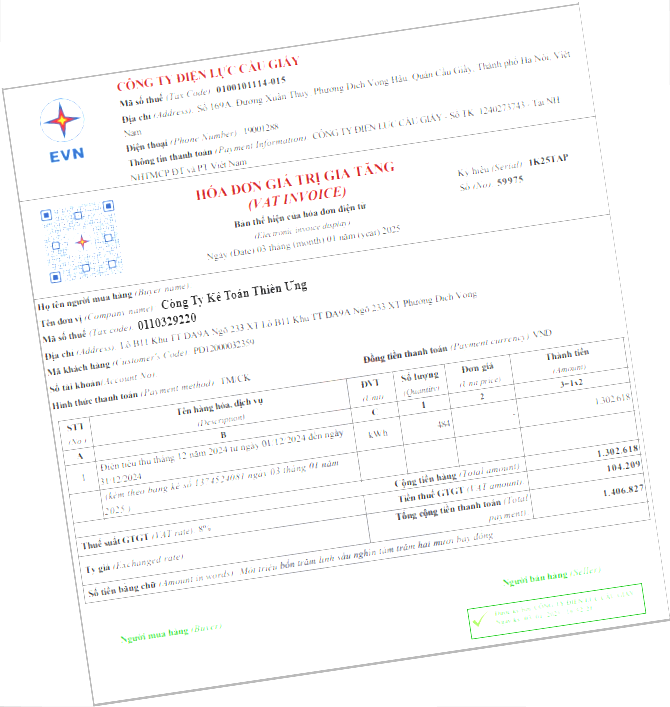 CÔNG TY ĐIỆN LỰC CẦU GIẤY
Mã số thuế (Tax Code): 0100101114-015
Địa chỉ (Address): Số 169A, Đường Xuân Thuỷ, Phường Dịch Vọng Hậu, Quận Cầu Giấy, Thành phố Hà Nội, Việt
Nam
Điện thoại (Phone Number): 19001288
Thông tin thanh toán (Payment Information): CÔNG TY ĐIỆN LỰC CẦU GIẤY - Số TK: 1240273743 - Tại NH
NHTMCP ĐT và PT Việt Nam
EVN
HÓA ĐƠN GIÁ TRỊ GIA TĂNG
(VAT INVOICE)
Bản thể hiện của hóa đơn điện tử
(Electronic invoice display)
Ngày (Date) 03 tháng (month) 01 năm (year) 2025
Ký hiệu (Serial): 1K25TAP
Số (No): 59975
Họ tên người mua hàng (Buyer name):
Tên đơn vị (Company name): Công Ty Kế Toán Thiên Ưng
Mã số thuế (Tax code): 0110329220
Địa chỉ (Address): Lô B11 Khu TT DA9A Ngõ 233 XT Lô B11 Khu TT DA9A Ngõ 233 XT Phường Dịch Vọng
Mã khách hàng (Customer's Code): PD12000032359
Số tài khoản (Account No):
Hình thức thanh toán (Payment method): TM/CK
Đồng tiền thanh toán (Payment currency): VND
STT (No.) Tên hàng hóa, dịch vụ (Description) ĐVT (Unit) Số lượng (Quantity) Đơn giá (Unit price) Thành tiền (Amount)
A B C 1 2 3=1x2
1 Điện tiêu thụ tháng 12 năm 2024 từ ngày 01/12/2024 đến ngày kWh 484 1.302.618
31/12/2024
(kèm theo bảng kê số 1374524081 ngày 03 tháng 01 năm
2025.)
Cộng tiền hàng (Total amount): 1.302.618
Thuế suất GTGT (VAT rate): 8% Tiền thuế GTGT (VAT amount): 104.209
Tỷ giá (Exchanged rate): Tổng cộng tiền thanh toán (Total payment): 1.406.827
Số tiền bằng chữ (Amount in words): Một triệu bốn trăm linh sáu nghìn tám trăm hai mươi bảy đồng
Người mua hàng (Buyer)
Người bán hàng (Seller)